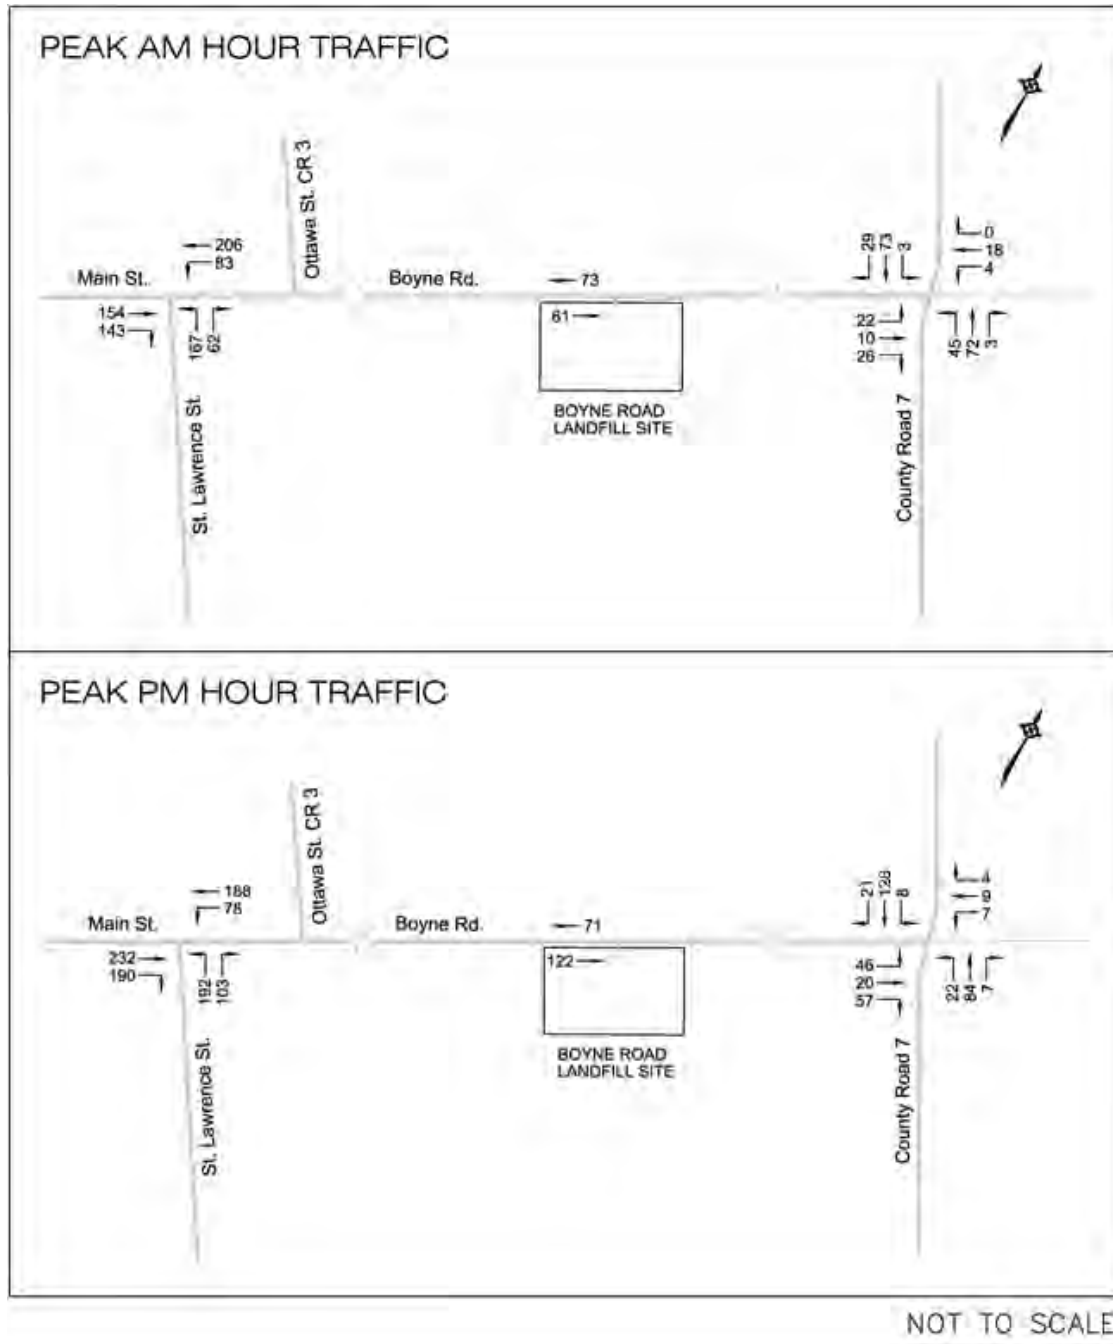 PEAK AM HOUR TRAFFIC
Ottawa St. CR 3
206
83
Main St.
Boyne Rd.
73
29
73
3
0
18
4
154
143
167
62
61
22
10
26
45
72
3
BOYNE ROAD
LANDFILL SITE
St. Lawrence St.
County Road 7
PEAK PM HOUR TRAFFIC
Ottawa St. CR 3
188
78
Main St.
Boyne Rd.
71
21
128
8
4
9
7
232
190
192
103
122
46
20
57
22
84
7
BOYNE ROAD
LANDFILL SITE
St. Lawrence St.
County Road 7
NOT TO SCALE